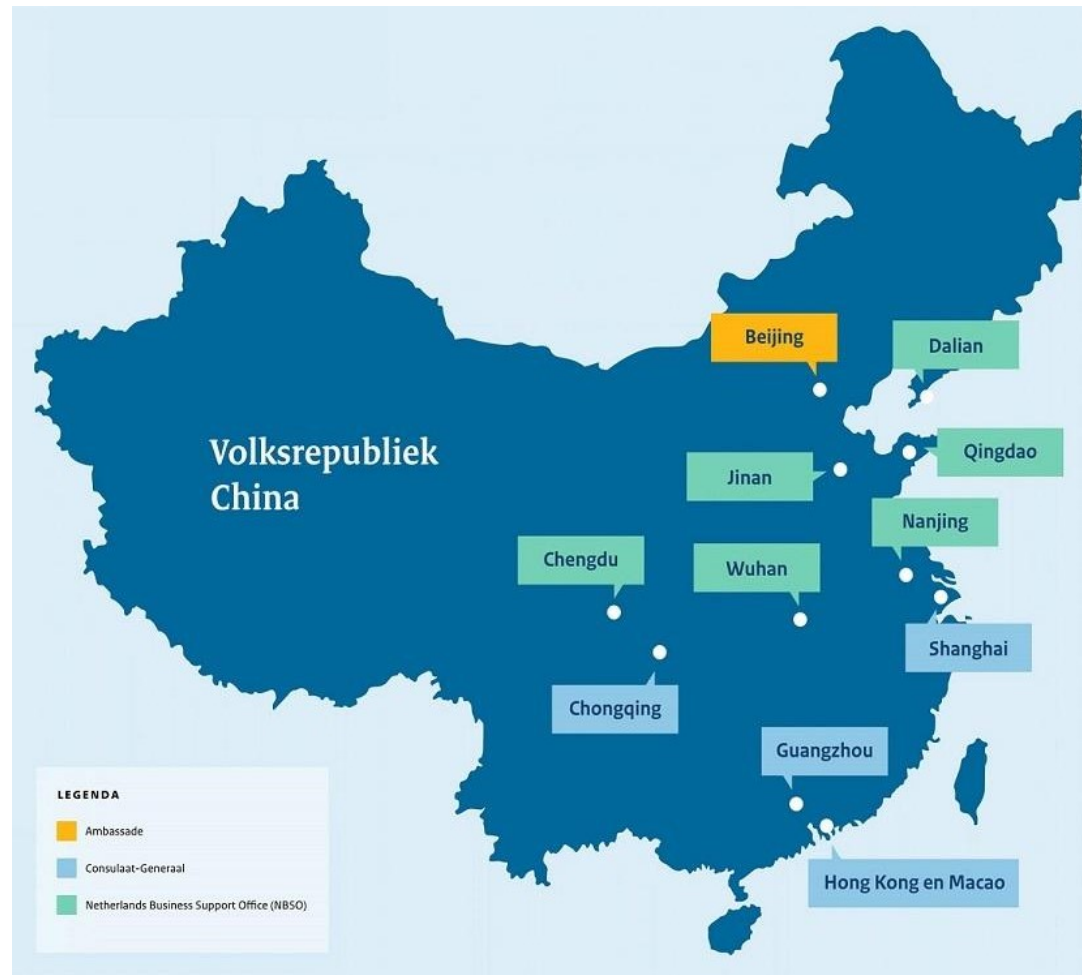 Beijing
Dalian
Qingdao
Jinan
Volksrepubliek
China
Nanjing
Chengdu
Wuhan
Shanghai
Chongqing
Guangzhou
Hong Kong en Macao
LEGENDA
Ambassade
Consulaat-Generaal
Netherlands Business Support Office (NBSO)